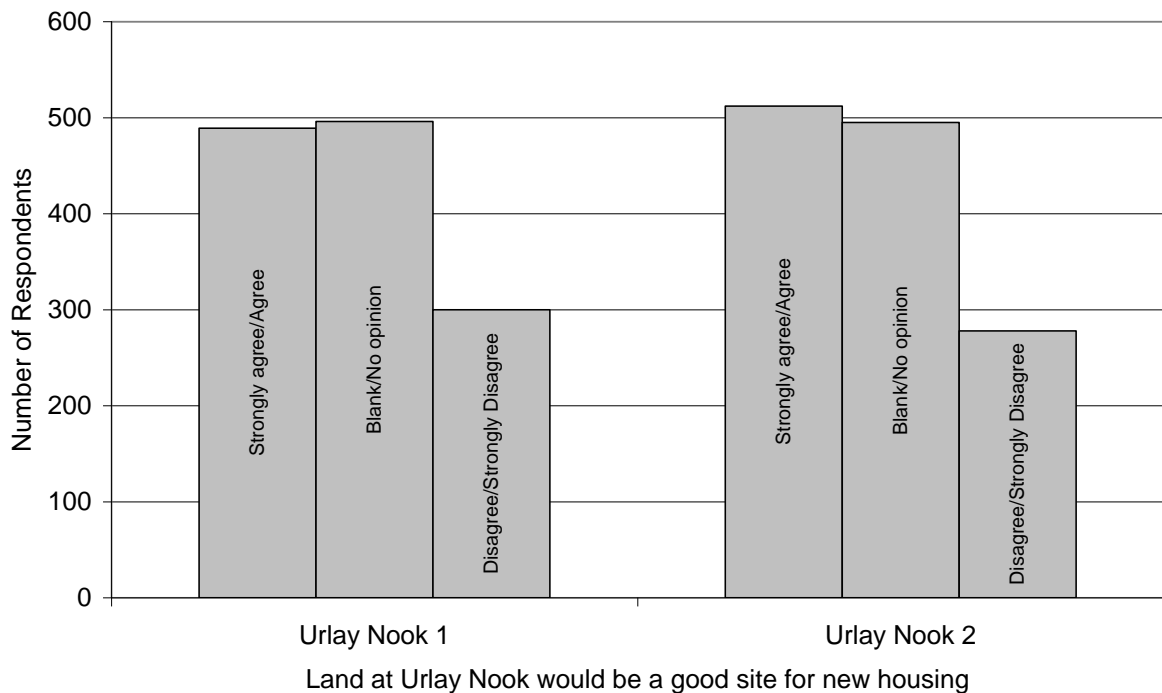 600
500
400
300
200
100
0
Number of Respondents
Strongly agree/Agree
Blank/No opinion
Disagree/Strongly Disagree
Strongly agree/Agree
Blank/No opinion
Disagree/Strongly Disagree
Urlay Nook 1
Urlay Nook 2
Land at Urlay Nook would be a good site for new housing